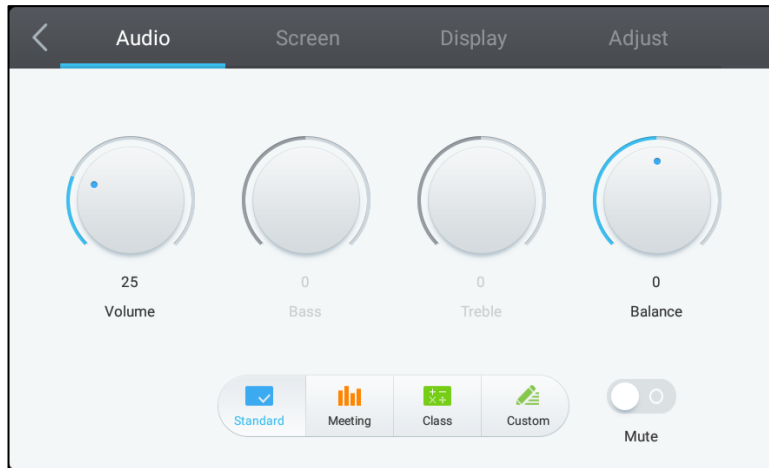 Audio Screen Display Adjust
25 0 0 0
Volume Bass Treble Balance
Standard Meeting Class Custom
Mute